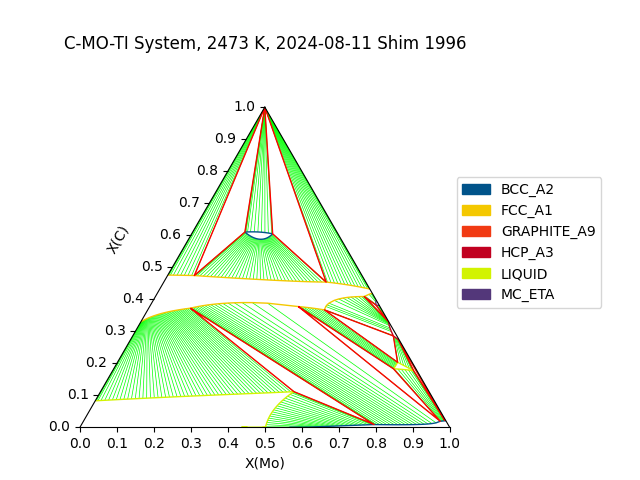 C-MO-TI System, 2473 K, 2024-08-11 Shim 1996
1.0
0.9
0.8
0.7
0.6
0.5
0.4
0.3
0.2
0.1
0.0
X(C)
0.0 0.1 0.2 0.3 0.4 0.5 0.6 0.7 0.8 0.9 1.0
X(Mo)
BCC_A2
FCC_A1
GRAPHITE_A9
HCP_A3
LIQUID
MC_ETA